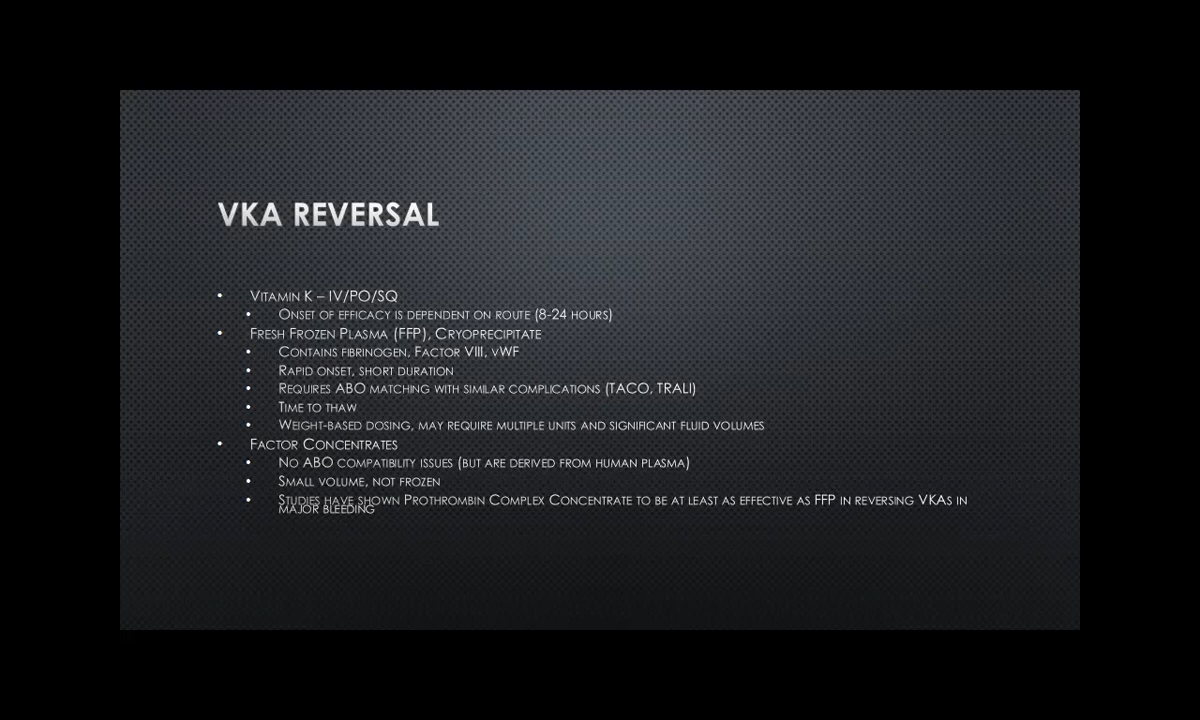 VKA REVERSAL
• VITAMIN K – IV/PO/SQ
• ONSET OF EFFICACY IS DEPENDENT ON ROUTE (8-24 HOURS)
• FRESH FROZEN PLASMA (FFP), CRYOPRECIPITATE
• CONTAINS FIBRINOGEN, FACTOR VIII, VWF
• RAPID ONSET, SHORT DURATION
• REQUIRES ABO MATCHING WITH SIMILAR COMPLICATIONS (TACO, TRALI)
• TIME TO THAW
• WEIGHT-BASED DOSING, MAY REQUIRE MULTIPLE UNITS AND SIGNIFICANT FLUID VOLUMES
• FACTOR CONCENTRATES
• NO ABO COMPATIBILITY ISSUES (BUT ARE DERIVED FROM HUMAN PLASMA)
• SMALL VOLUME, NOT FROZEN
• STUDIES HAVE SHOWN PROTHROMBIN COMPLEX CONCENTRATE TO BE AT LEAST AS EFFECTIVE AS FFP IN REVERSING VKAS IN
MAJOR BLEEDING